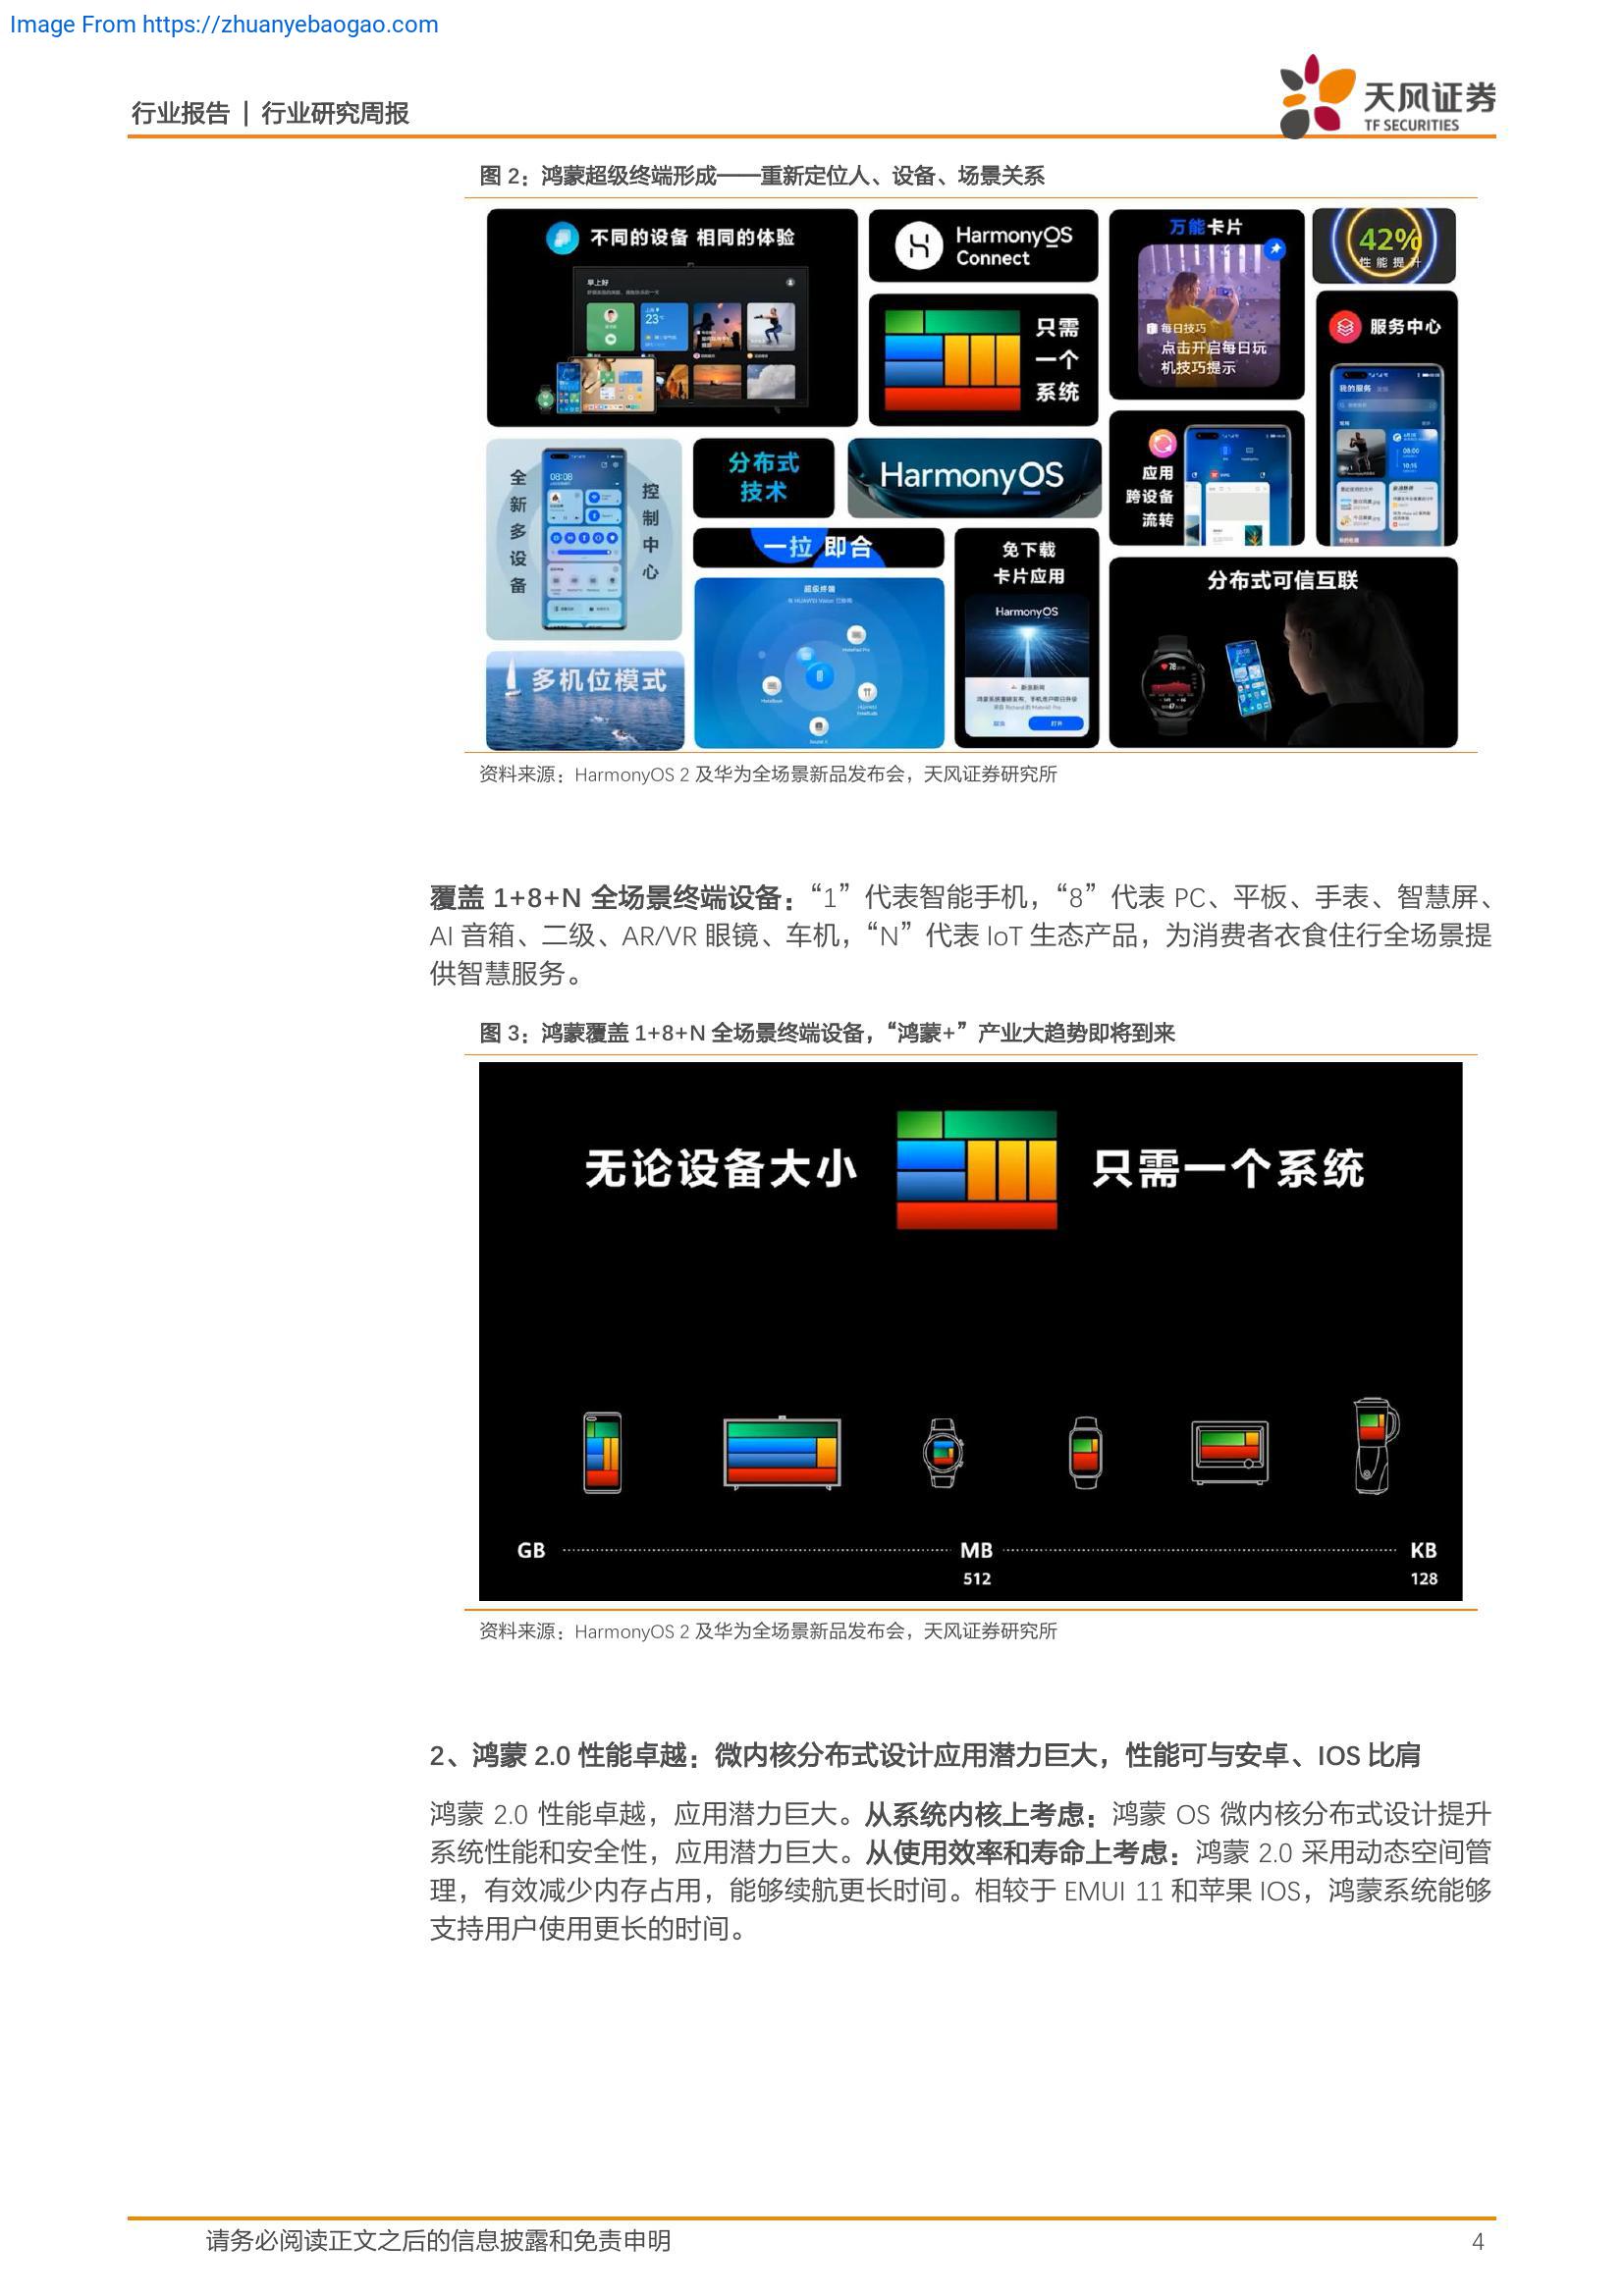 Image From https://zhuanyebaogao.com
行业报告 | 行业研究周报
天风证券
TF SECURITIES
图 2：鸿蒙超级终端形成——重新定位人、设备、场景关系
不同的设备 相同的体验
早上好
23°
HarmonyOS
Connect
只需
一个
系统
万能卡片
每日技巧
点击开启每日玩
机技巧提示
42%
性能提升
服务中心
我的服务
08:00
10:15
全新多设备
08:08
控制中心
分布式
技术
HarmonyOS
应用
跨设备
流转
一拉 即合
超级终端
免下载
卡片应用
HarmonyOS
打开
分布式可信互联
78
多机位模式
资料来源：HarmonyOS 2 及华为全场景新品发布会，天风证券研究所
覆盖 1+8+N 全场景终端设备：“1”代表智能手机，“8”代表 PC、平板、手表、智慧屏、
AI 音箱、二级、AR/VR 眼镜、车机，“N”代表 IoT 生态产品，为消费者衣食住行全场景提
供智慧服务。
图 3：鸿蒙覆盖 1+8+N 全场景终端设备，“鸿蒙+”产业大趋势即将到来
无论设备大小 只需一个系统
GB MB KB
512 128
资料来源：HarmonyOS 2 及华为全场景新品发布会，天风证券研究所
2、鸿蒙 2.0 性能卓越：微内核分布式设计应用潜力巨大，性能可与安卓、IOS 比肩
鸿蒙 2.0 性能卓越，应用潜力巨大。从系统内核上考虑：鸿蒙 OS 微内核分布式设计提升
系统性能和安全性，应用潜力巨大。从使用效率和寿命上考虑：鸿蒙 2.0 采用动态空间管
理，有效减少内存占用，能够续航更长时间。相较于 EMUI 11 和苹果 IOS，鸿蒙系统能够
支持用户使用更长的时间。
请务必阅读正文之后的信息披露和免责申明
4